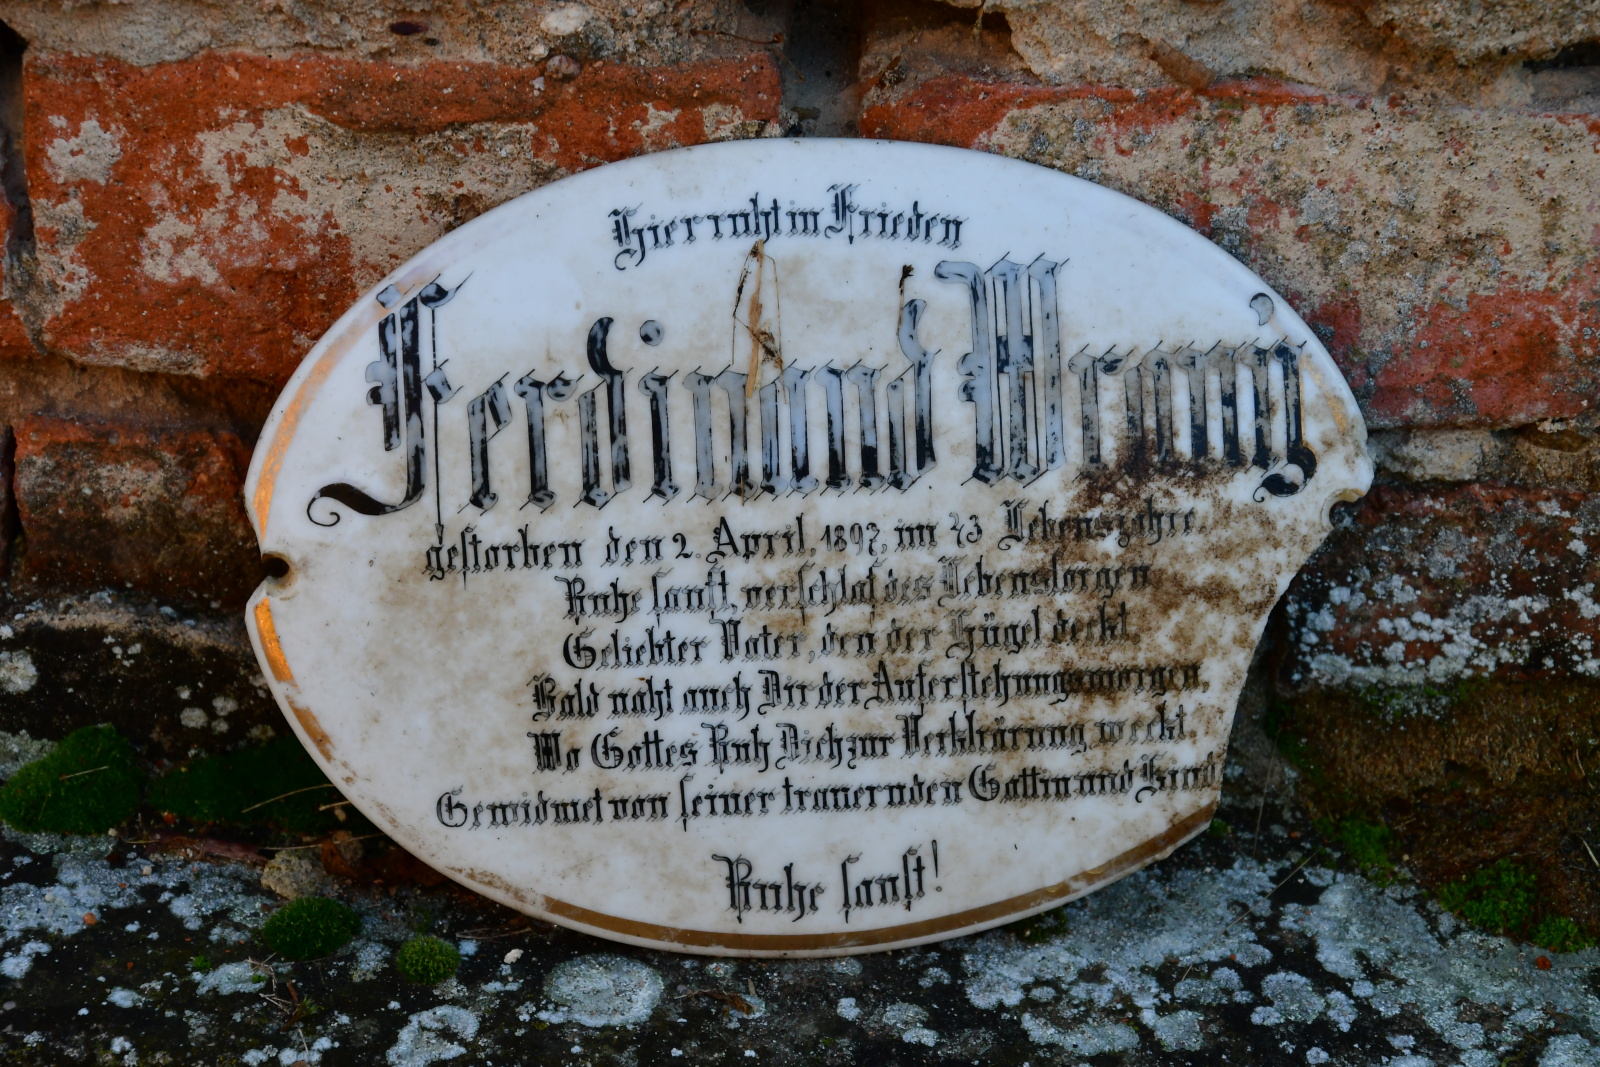 Hier ruht in Frieden
Ferdinand
gestorben den 2. April, 1897, im 73 Lebensjahre.
Ruhe sanft, verschlaf des Lebenssorgen
Geliebter Vater, den der Hügel deckt,
Bald naht auch Dir der Auferstehungsmorgen,
Wo Gottes Ruh Dich zur Verklärung weckt.
Gewidmet von seiner trauernden Gattin und Kind
Ruhe sanft!